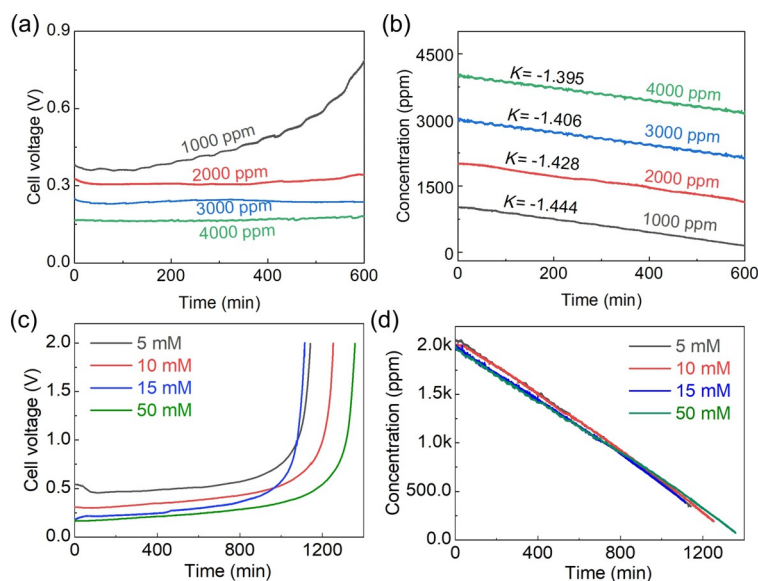 (a)
0.9
0.6
0.3
0.0
Cell voltage (V)
1000 ppm
2000 ppm
3000 ppm
4000 ppm
0
200
400
600
Time (min)
(b)
4500
3000
1500
0
Concentration (ppm)
K= -1.395
4000 ppm
K= -1.406
3000 ppm
K= -1.428
2000 ppm
K= -1.444
1000 ppm
0
200
400
600
Time (min)
(c)
2.0
1.5
1.0
0.5
0.0
Cell voltage (V)
5 mM
10 mM
15 mM
50 mM
0
400
800
1200
Time (min)
(d)
2.0k
1.5k
1.0k
500.0
0.0
Concentration (ppm)
5 mM
10 mM
15 mM
50 mM
0
400
800
1200
Time (min)